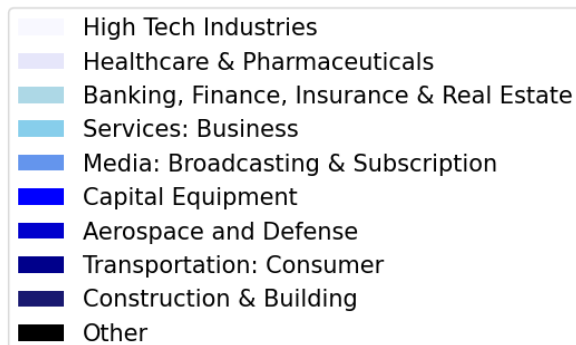 High Tech Industries
Healthcare & Pharmaceuticals
Banking, Finance, Insurance & Real Estate
Services: Business
Media: Broadcasting & Subscription
Capital Equipment
Aerospace and Defense
Transportation: Consumer
Construction & Building
Other